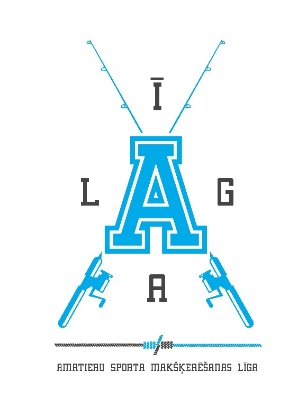 Ī
L A G
A
AMATIERU SPORTA MAKŠĶERĒŠANAS LĪGA